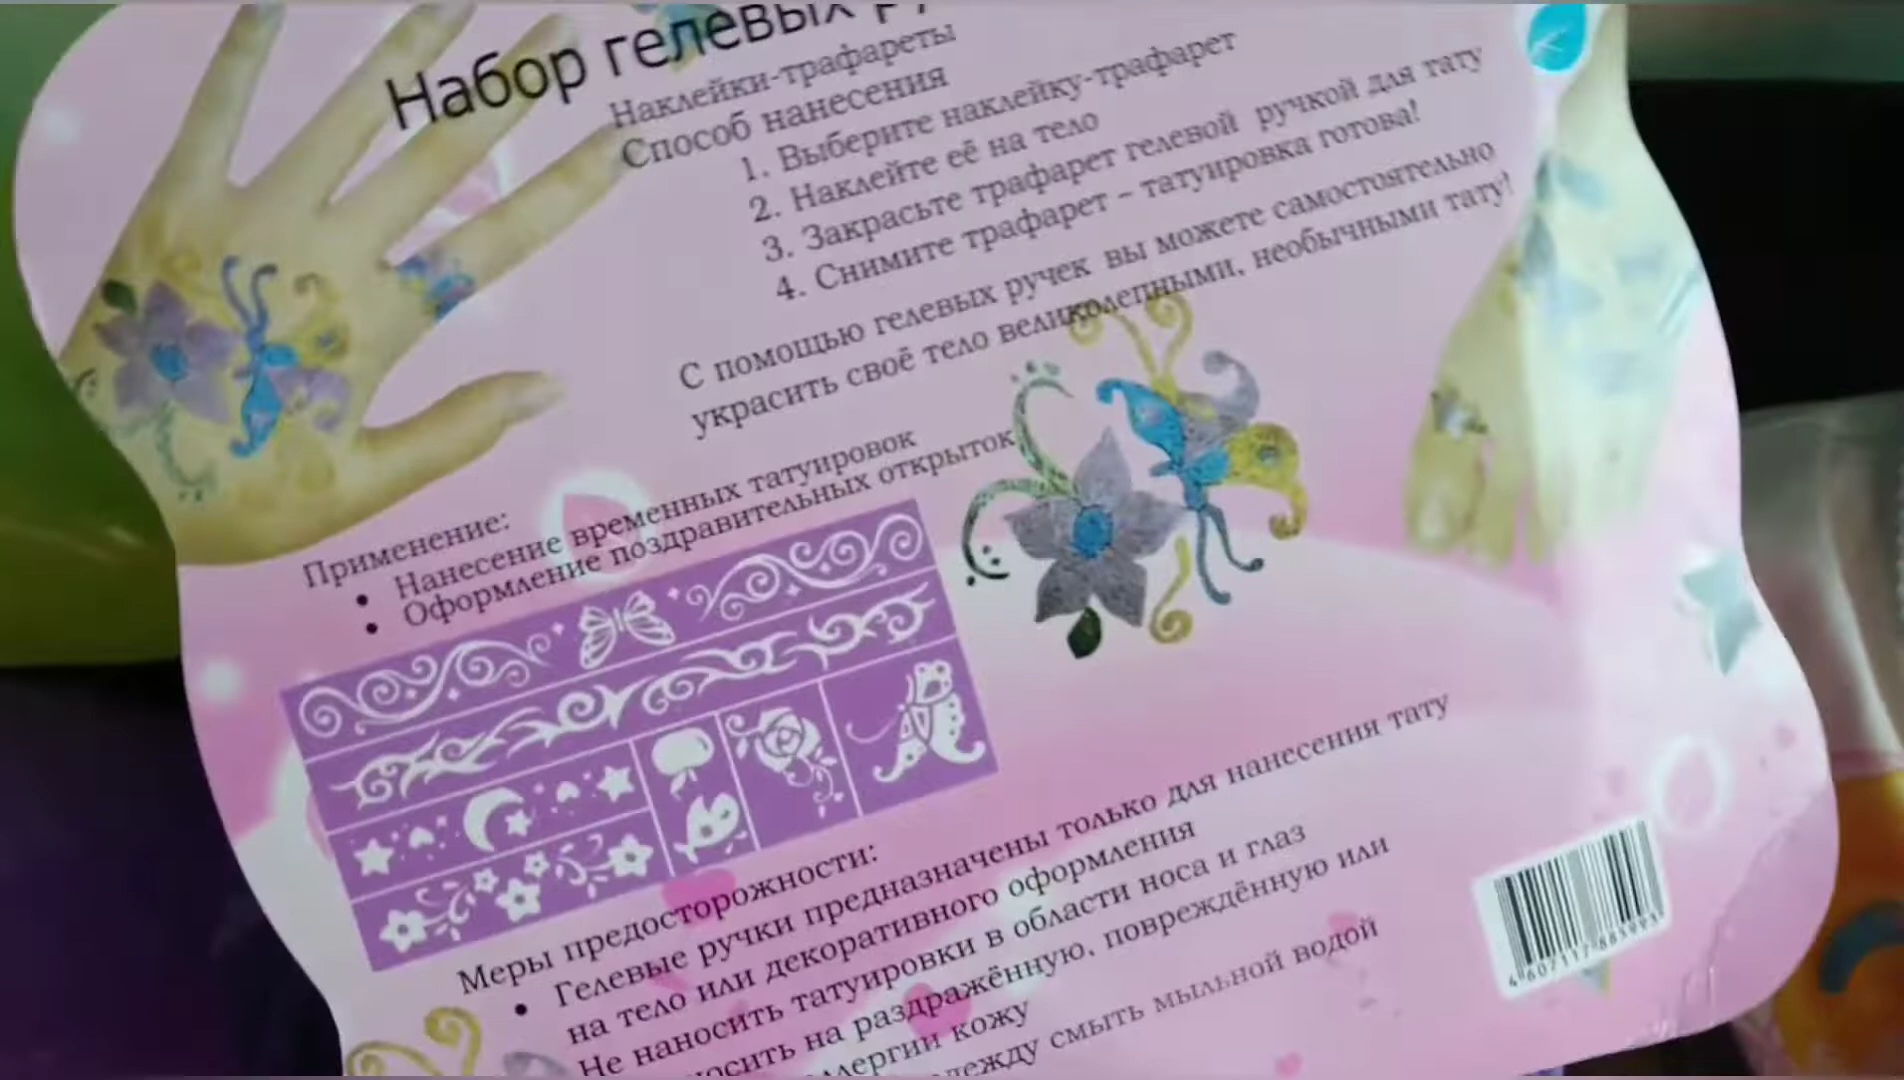 Набор гелевых
Наклейки-трафареты
Способ нанесения
1. Выберите наклейку-трафарет
2. Наклейте её на тело
3. Закрасьте трафарет гелевой ручкой для тату
4. Снимите трафарет – татуировка готова!
С помощью гелевых ручек вы можете самостоятельно
украсить своё тело великолепными, необычными тату!
Применение:
• Нанесение временных татуировок
• Оформление поздравительных открыток
Меры предосторожности:
• Гелевые ручки предназначены только для нанесения тату
на тело или декоративного оформления
Не наносить татуировки в области носа и глаз
на раздражённую, повреждённую или
кожу
смыть мыльной водой